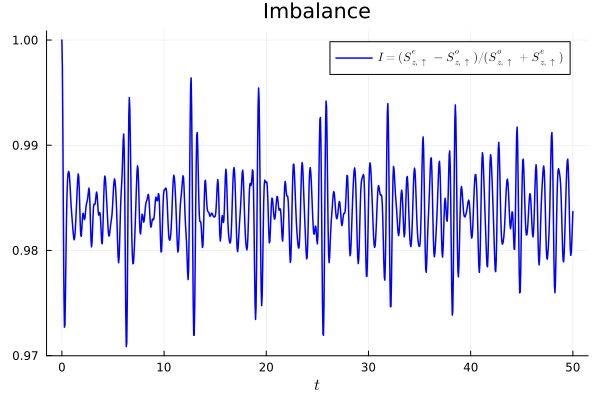 Imbalance
I = (S^e_{z,↑} − S^o_{z,↑})/(S^o_{z,↑} + S^e_{z,↑})
1.00
0.99
0.98
0.97
0 10 20 30 40 50
t